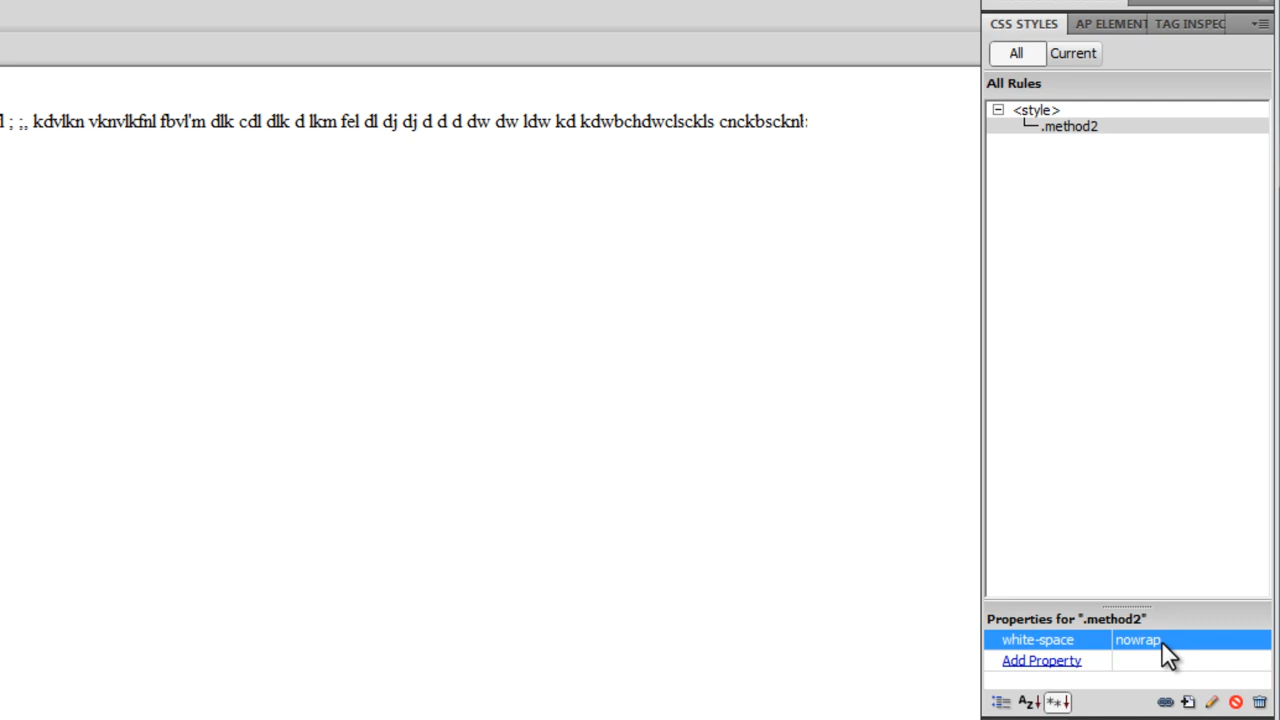 CSS STYLES AP ELEMENT TAG INSPEC
All Current
All Rules
l ; ;, kdvlkn vknvlkfnl fbvl'm dlk cdl dlk d lkm fel dl dj dj d d d dw dw ldw kd kdwbchdwclsckls
<style>
.method2
Properties for ".method2"
white-space nowrap
Add Property